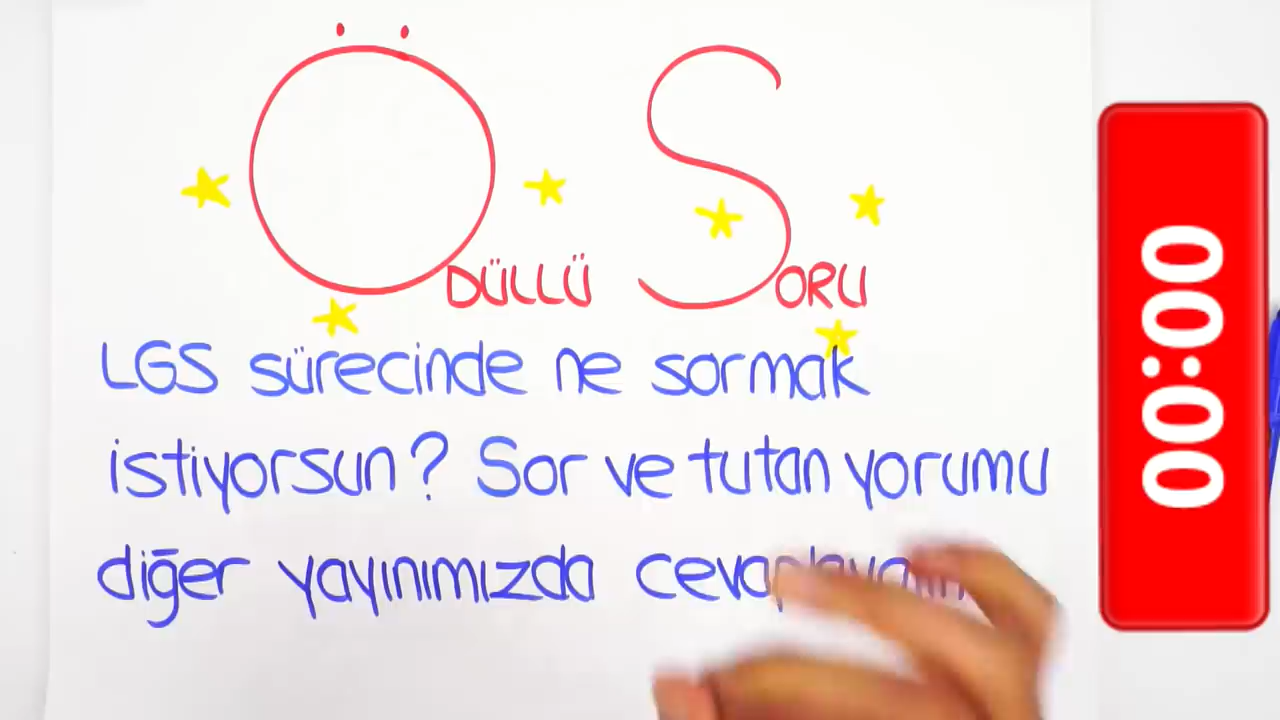 ÖDÜLLÜ SORU
LGS sürecinde ne sormak
istiyorsun? Sor ve tutan yorumu
diğer yayınımızda
00:00